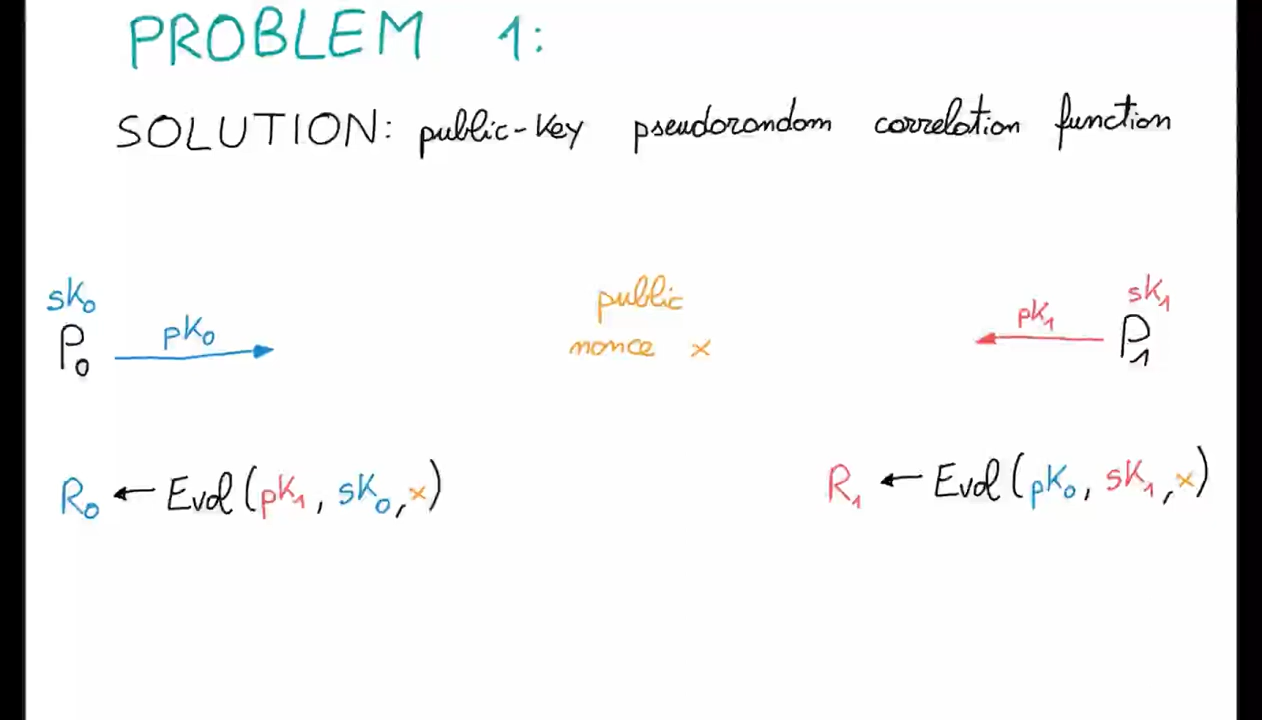 PROBLEM 1:
SOLUTION: public-key pseudorandom correlation function
sk₀
public
sk₁
P₀
pk₀
nonce x
pk₁
P₁
R₀ ← Eval(pk₁, sk₀, x)
R₁ ← Eval(pk₀, sk₁, x)